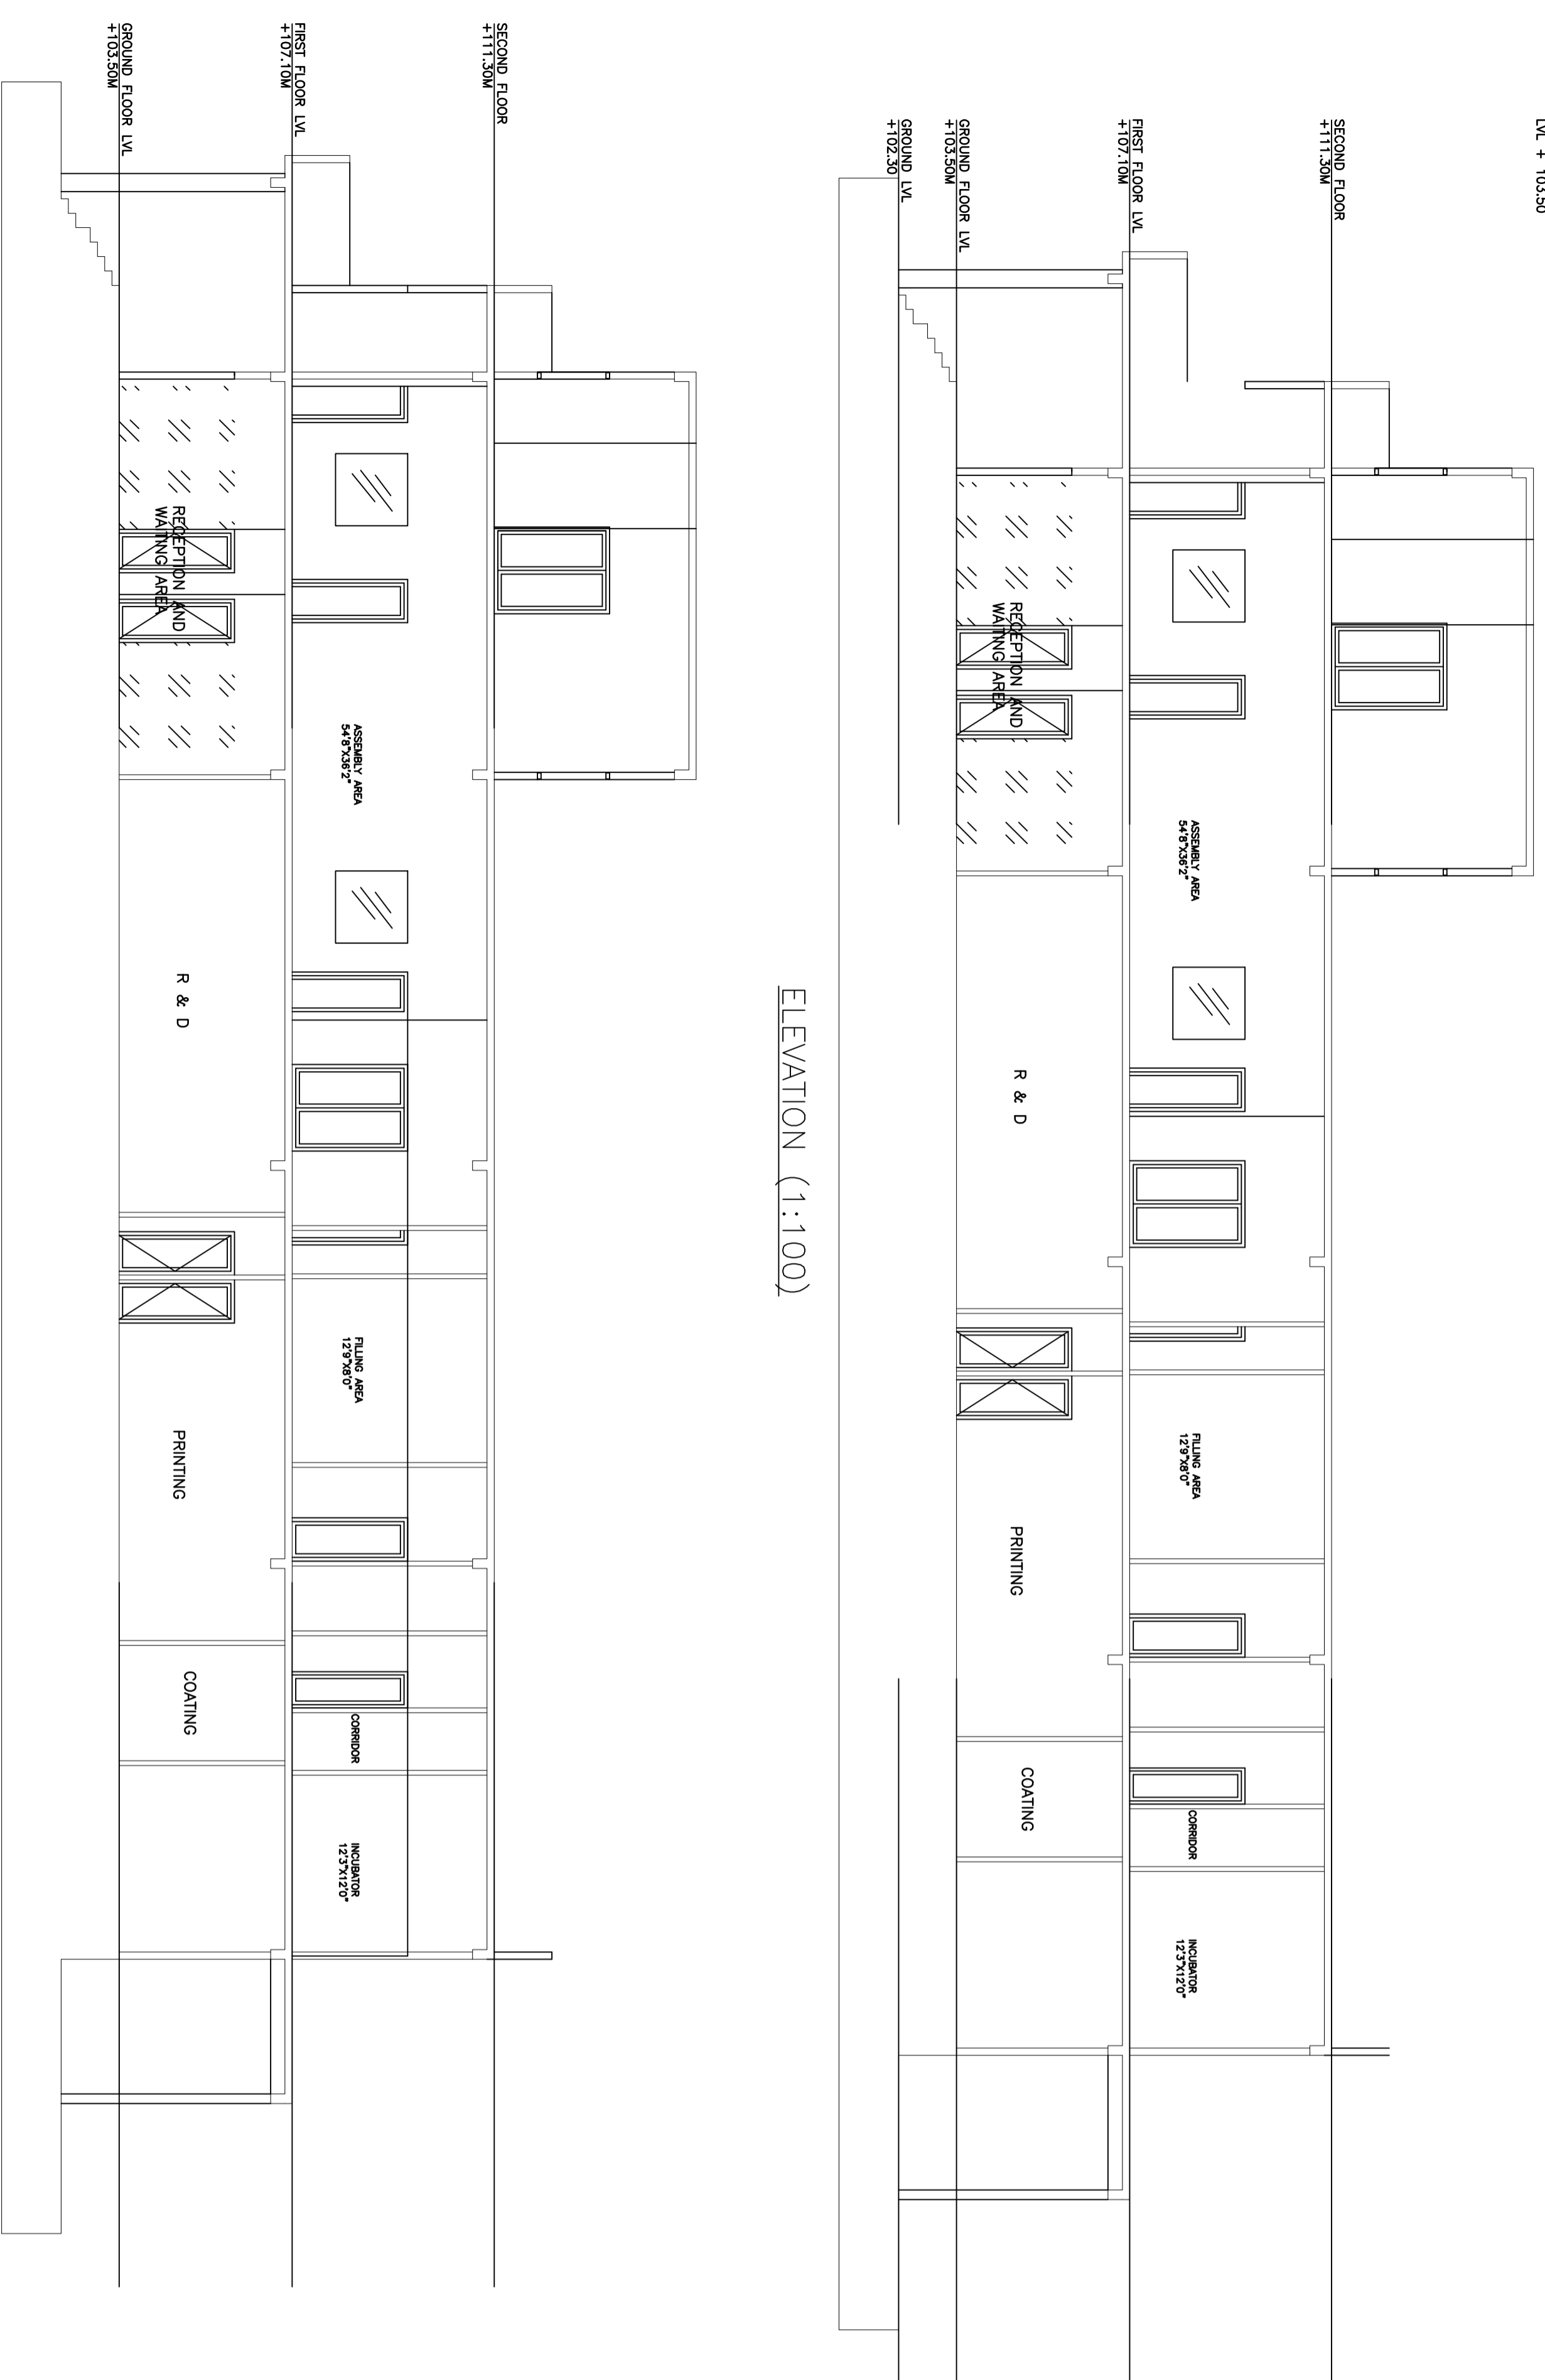 LVL + 103.50
SECOND FLOOR
+111.30M
FIRST FLOOR LVL
+107.10M
GROUND FLOOR LVL
+103.50M
GROUND LVL
+102.30
ASSEMBLY AREA
54'8"X36'2"
FILLING AREA
12'9"X8'0"
CORRIDOR
INCUBATOR
12'3"X12'0"
RECEPTION AND
WAITING AREA
R & D
PRINTING
COATING
ELEVATION (1:100)
SECOND FLOOR
+111.30M
FIRST FLOOR LVL
+107.10M
GROUND FLOOR LVL
+103.50M
ASSEMBLY AREA
54'8"X36'2"
FILLING AREA
12'9"X8'0"
CORRIDOR
INCUBATOR
12'3"X12'0"
RECEPTION AND
WAITING AREA
R & D
PRINTING
COATING